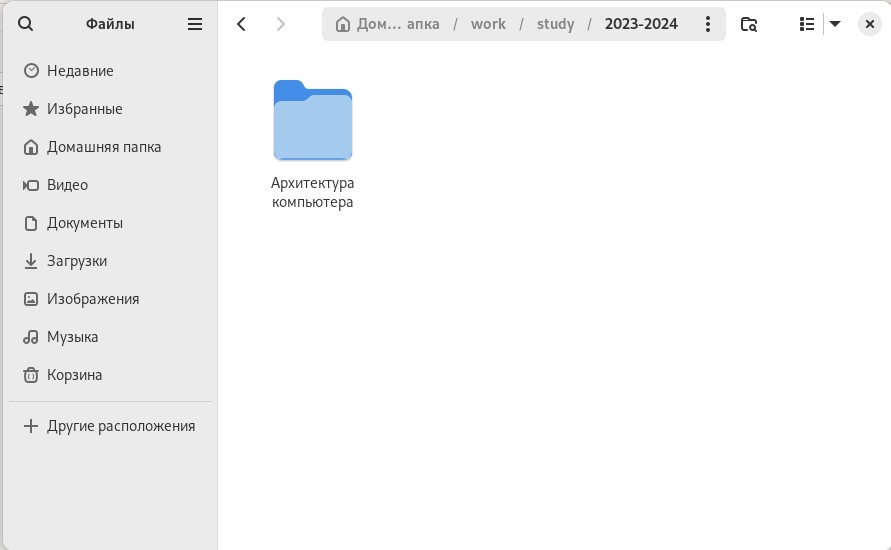 Файлы
Дом… апка / work / study / 2023-2024
Недавние
Избранные
Домашняя папка
Видео
Документы
Загрузки
Изображения
Музыка
Корзина
Другие расположения
Архитектура
компьютера